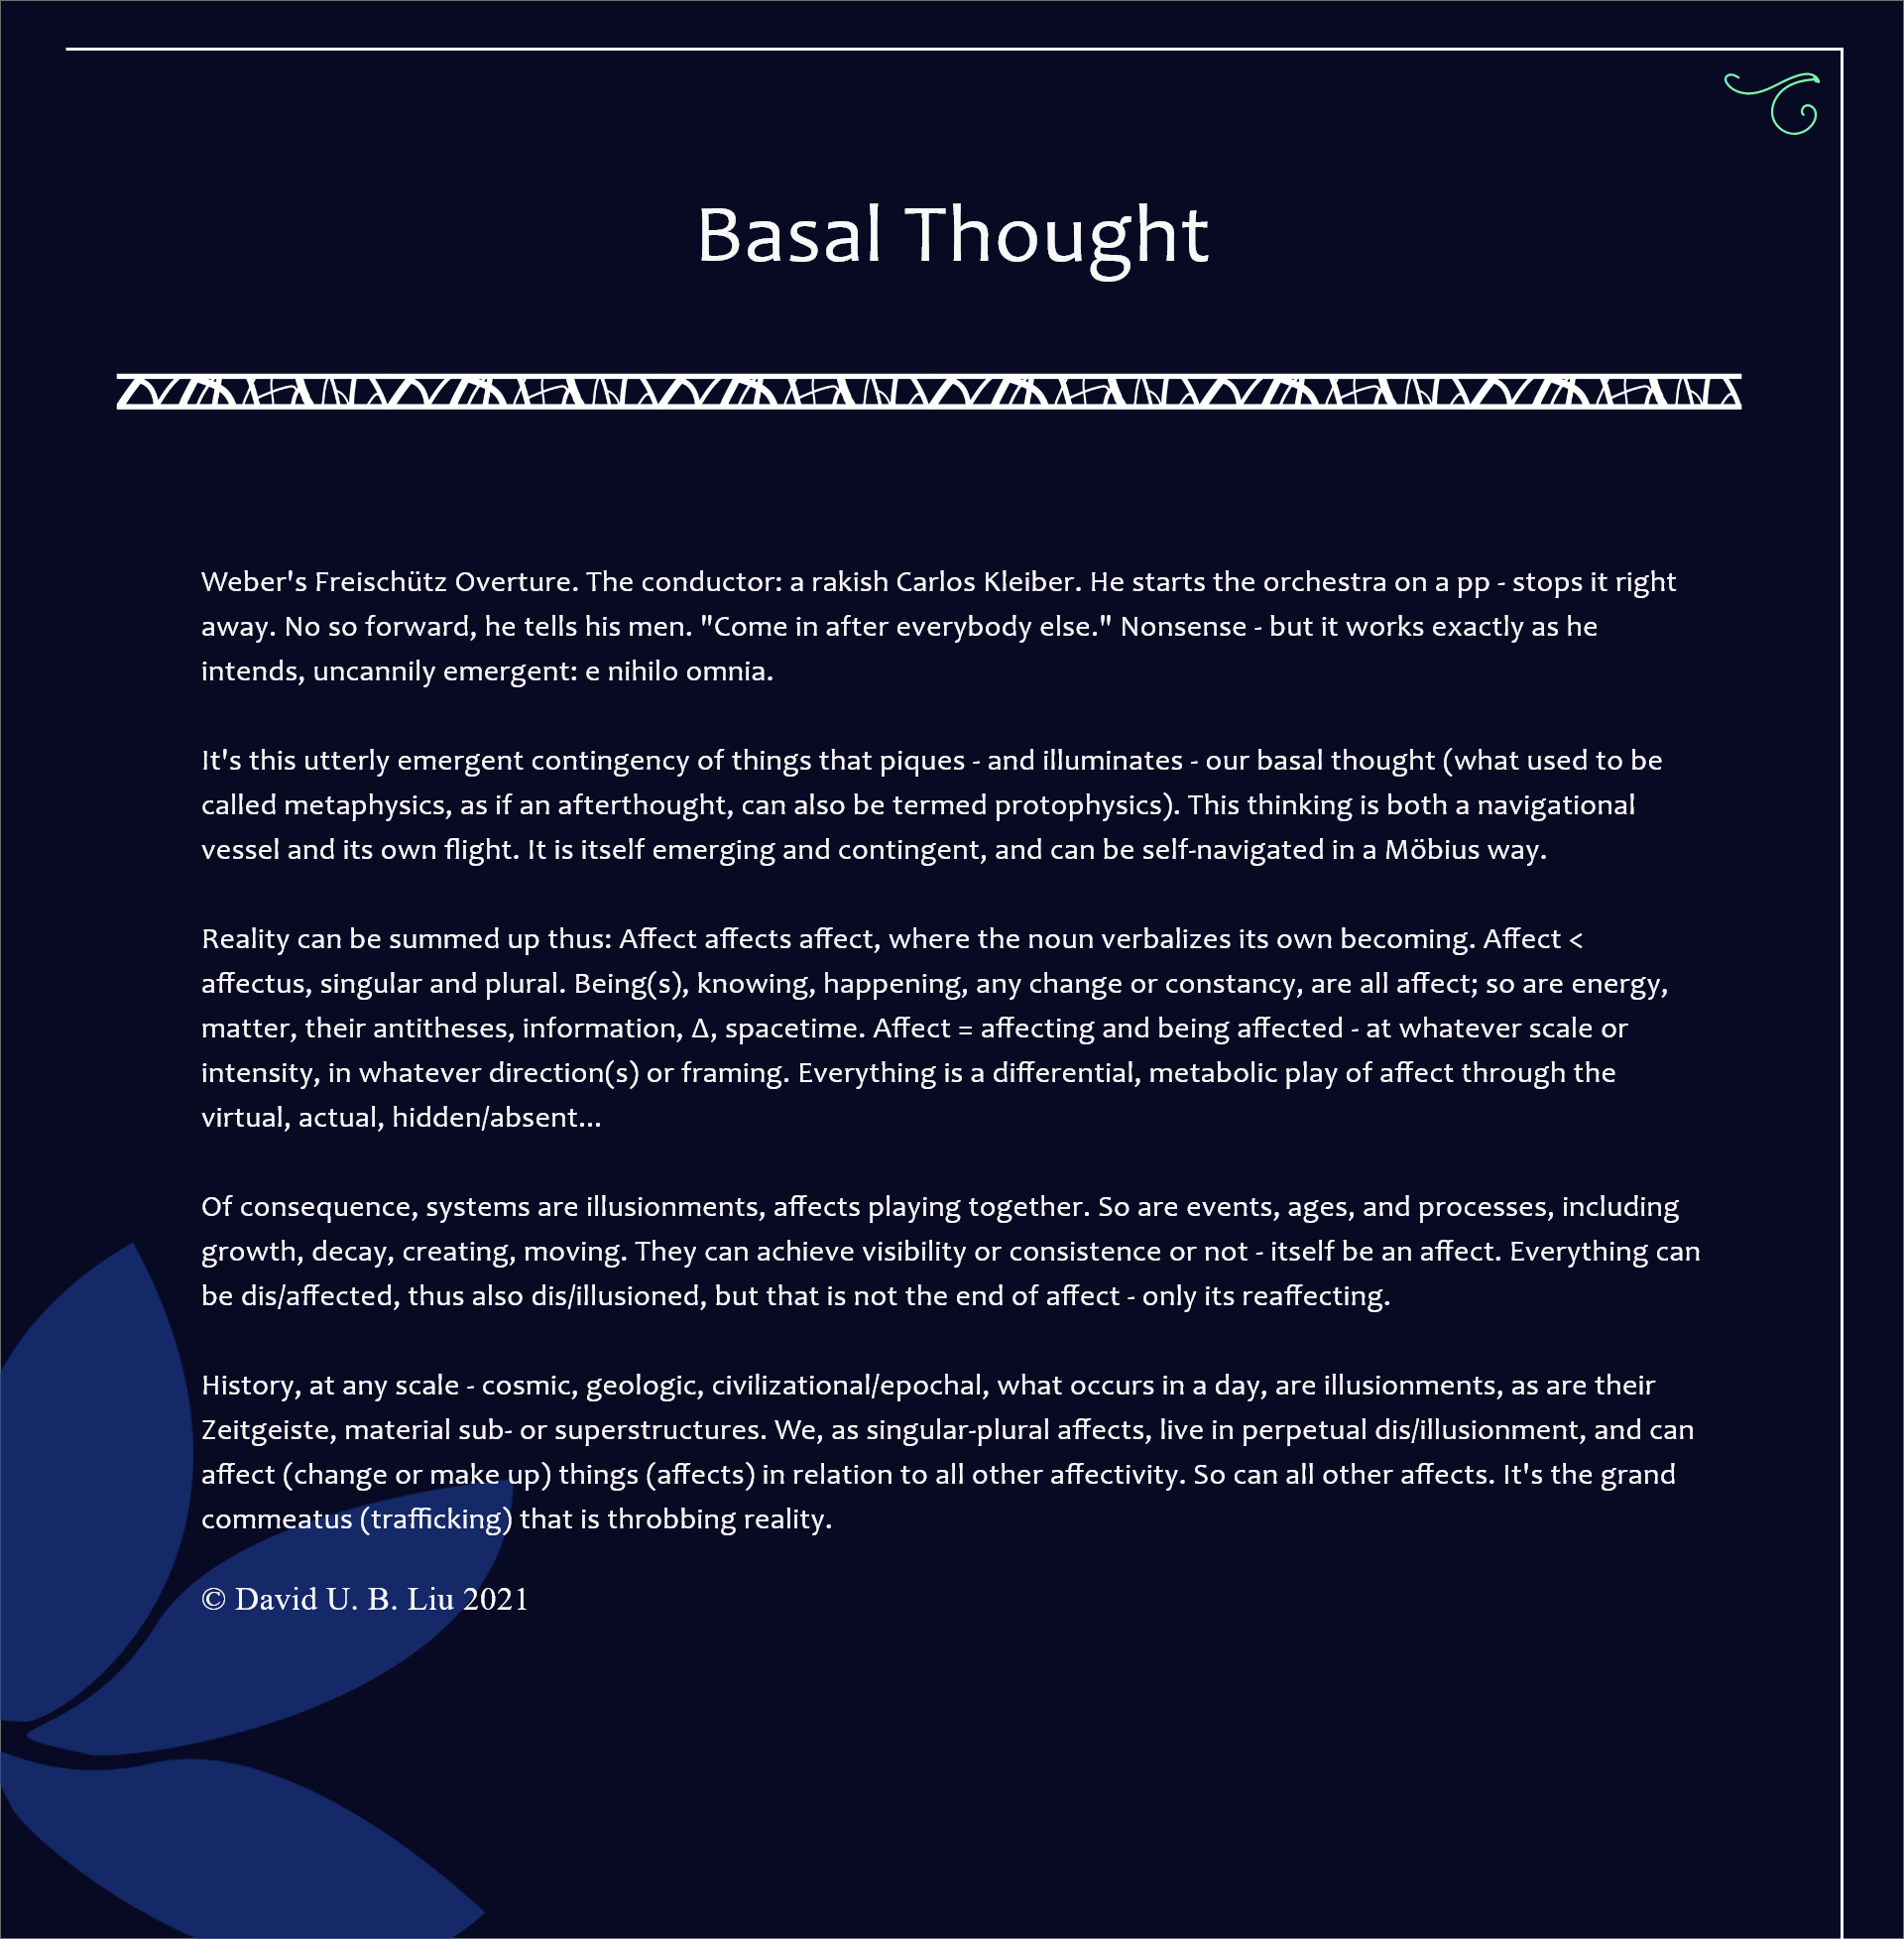 Basal Thought
Weber's Freischütz Overture. The conductor: a rakish Carlos Kleiber. He starts the orchestra on a pp - stops it right
away. No so forward, he tells his men. "Come in after everybody else." Nonsense - but it works exactly as he
intends, uncannily emergent: e nihilo omnia.
It's this utterly emergent contingency of things that piques - and illuminates - our basal thought (what used to be
called metaphysics, as if an afterthought, can also be termed protophysics). This thinking is both a navigational
vessel and its own flight. It is itself emerging and contingent, and can be self-navigated in a Möbius way.
Reality can be summed up thus: Affect affects affect, where the noun verbalizes its own becoming. Affect <
affectus, singular and plural. Being(s), knowing, happening, any change or constancy, are all affect; so are energy,
matter, their antitheses, information, Δ, spacetime. Affect = affecting and being affected - at whatever scale or
intensity, in whatever direction(s) or framing. Everything is a differential, metabolic play of affect through the
virtual, actual, hidden/absent...
Of consequence, systems are illusionments, affects playing together. So are events, ages, and processes, including
growth, decay, creating, moving. They can achieve visibility or consistence or not - itself be an affect. Everything can
be dis/affected, thus also dis/illusioned, but that is not the end of affect - only its reaffecting.
History, at any scale - cosmic, geologic, civilizational/epochal, what occurs in a day, are illusionments, as are their
Zeitgeiste, material sub- or superstructures. We, as singular-plural affects, live in perpetual dis/illusionment, and can
affect (change or make up) things (affects) in relation to all other affectivity. So can all other affects. It's the grand
commeatus (trafficking) that is throbbing reality.
© David U. B. Liu 2021